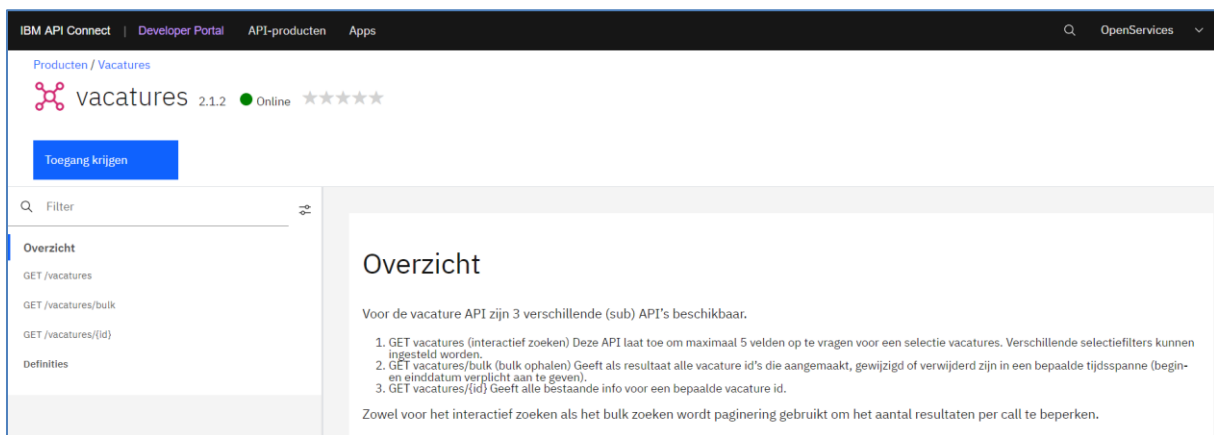 IBM API Connect | Developer Portal API-producten Apps OpenServices
Producten / Vacatures
vacatures 2.1.2 Online
Toegang krijgen
Filter
Overzicht
GET /vacatures
GET /vacatures/bulk
GET /vacatures/{id}
Definities
Overzicht
Voor de vacature API zijn 3 verschillende (sub) API's beschikbaar.
1. GET vacatures (interactief zoeken) Deze API laat toe om maximaal 5 velden op te vragen voor een selectie vacatures. Verschillende selectiefilters kunnen
ingesteld worden.
2. GET vacatures/bulk (bulk ophalen) Geeft als resultaat alle vacature id's die aangemaakt, gewijzigd of verwijderd zijn in een bepaalde tijdsspanne (begin-
en einddatum verplicht aan te geven).
3. GET vacatures/{id} Geeft alle bestaande info voor een bepaalde vacature id.
Zowel voor het interactief zoeken als het bulk zoeken wordt paginering gebruikt om het aantal resultaten per call te beperken.